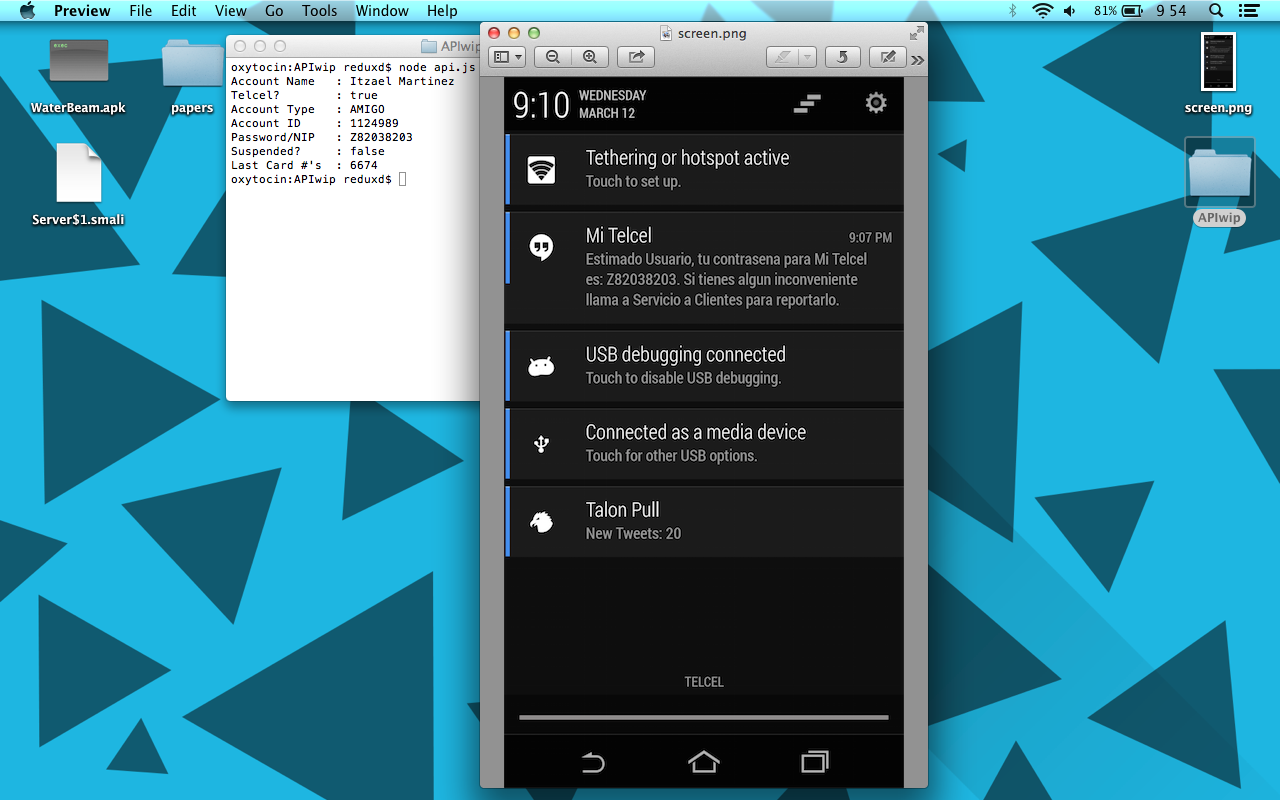 Preview File Edit View Go Tools Window Help
81% 9 54
WaterBeam.apk
papers
Server$1.smali
APIwip
oxytocin:APIwip reduxd$ node api.js
Account Name : Itzael Martinez
Telcel? : true
Account Type : AMIGO
Account ID : 1124989
Password/NIP : Z82038203
Suspended? : false
Last Card #'s : 6674
oxytocin:APIwip reduxd$
screen.png
9:10 WEDNESDAY
MARCH 12
Tethering or hotspot active
Touch to set up.
Mi Telcel 9:07 PM
Estimado Usuario, tu contrasena para Mi Telcel
es: Z82038203. Si tienes algun inconveniente
llama a Servicio a Clientes para reportarlo.
USB debugging connected
Touch to disable USB debugging.
Connected as a media device
Touch for other USB options.
Talon Pull
New Tweets: 20
TELCEL
screen.png
APIwip